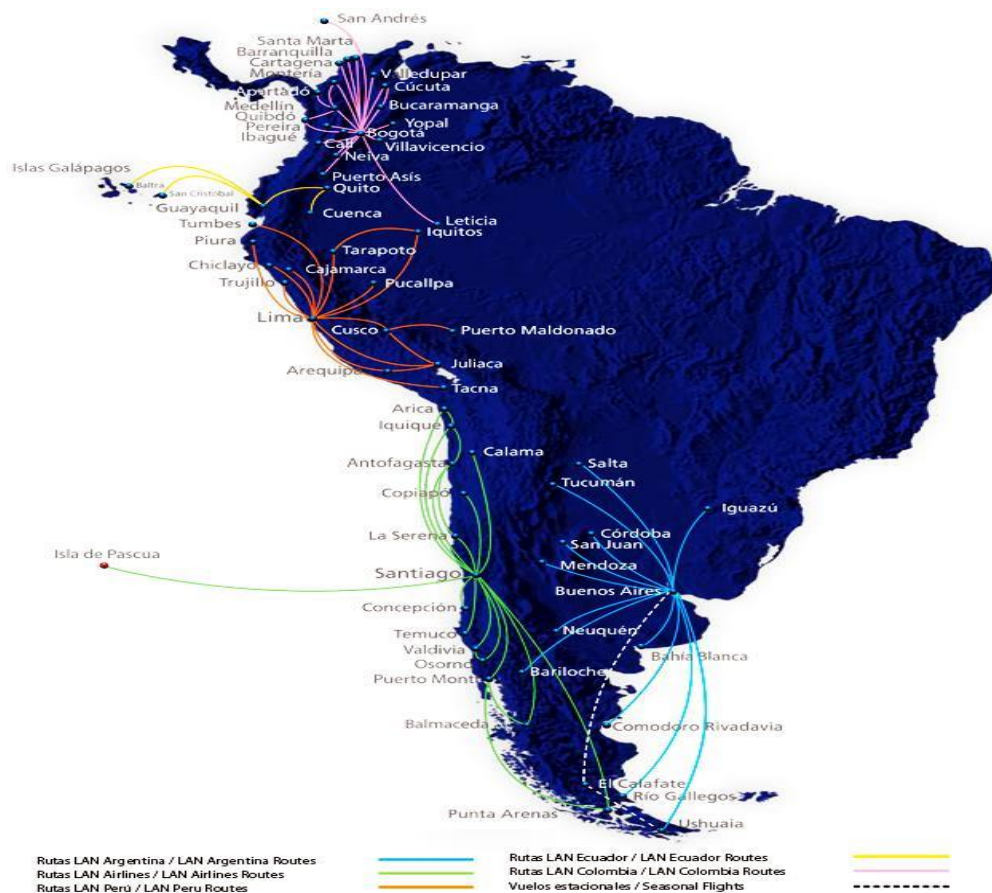 San Andrés
Santa Marta
Barranquilla
Cartagena
Montería
Valledupar
Cúcuta
Apartadó
Medellín
Bucaramanga
Quibdó
Yopal
Pereira
Bogotá
Ibagué
Cali
Villavicencio
Neiva
Islas Galápagos
Puerto Asís
Baltra
San Cristóbal
Quito
Guayaquil
Cuenca
Tumbes
Leticia
Iquitos
Piura
Tarapoto
Chiclayo
Cajamarca
Trujillo
Pucallpa
Lima
Cusco
Puerto Maldonado
Juliaca
Arequipa
Tacna
Arica
Iquique
Calama
Antofagasta
Salta
Tucumán
Copiapó
Iguazú
La Serena
Córdoba
San Juan
Isla de Pascua
Mendoza
Santiago
Buenos Aires
Concepción
Neuquén
Temuco
Valdivia
Bahía Blanca
Osorno
Bariloche
Puerto Montt
Balmaceda
Comodoro Rivadavia
El Calafate
Río Gallegos
Punta Arenas
Ushuaia
Rutas LAN Argentina / LAN Argentina Routes
Rutas LAN Ecuador / LAN Ecuador Routes
Rutas LAN Airlines / LAN Airlines Routes
Rutas LAN Colombia / LAN Colombia Routes
Rutas LAN Perú / LAN Peru Routes
Vuelos estacionales / Seasonal Flights